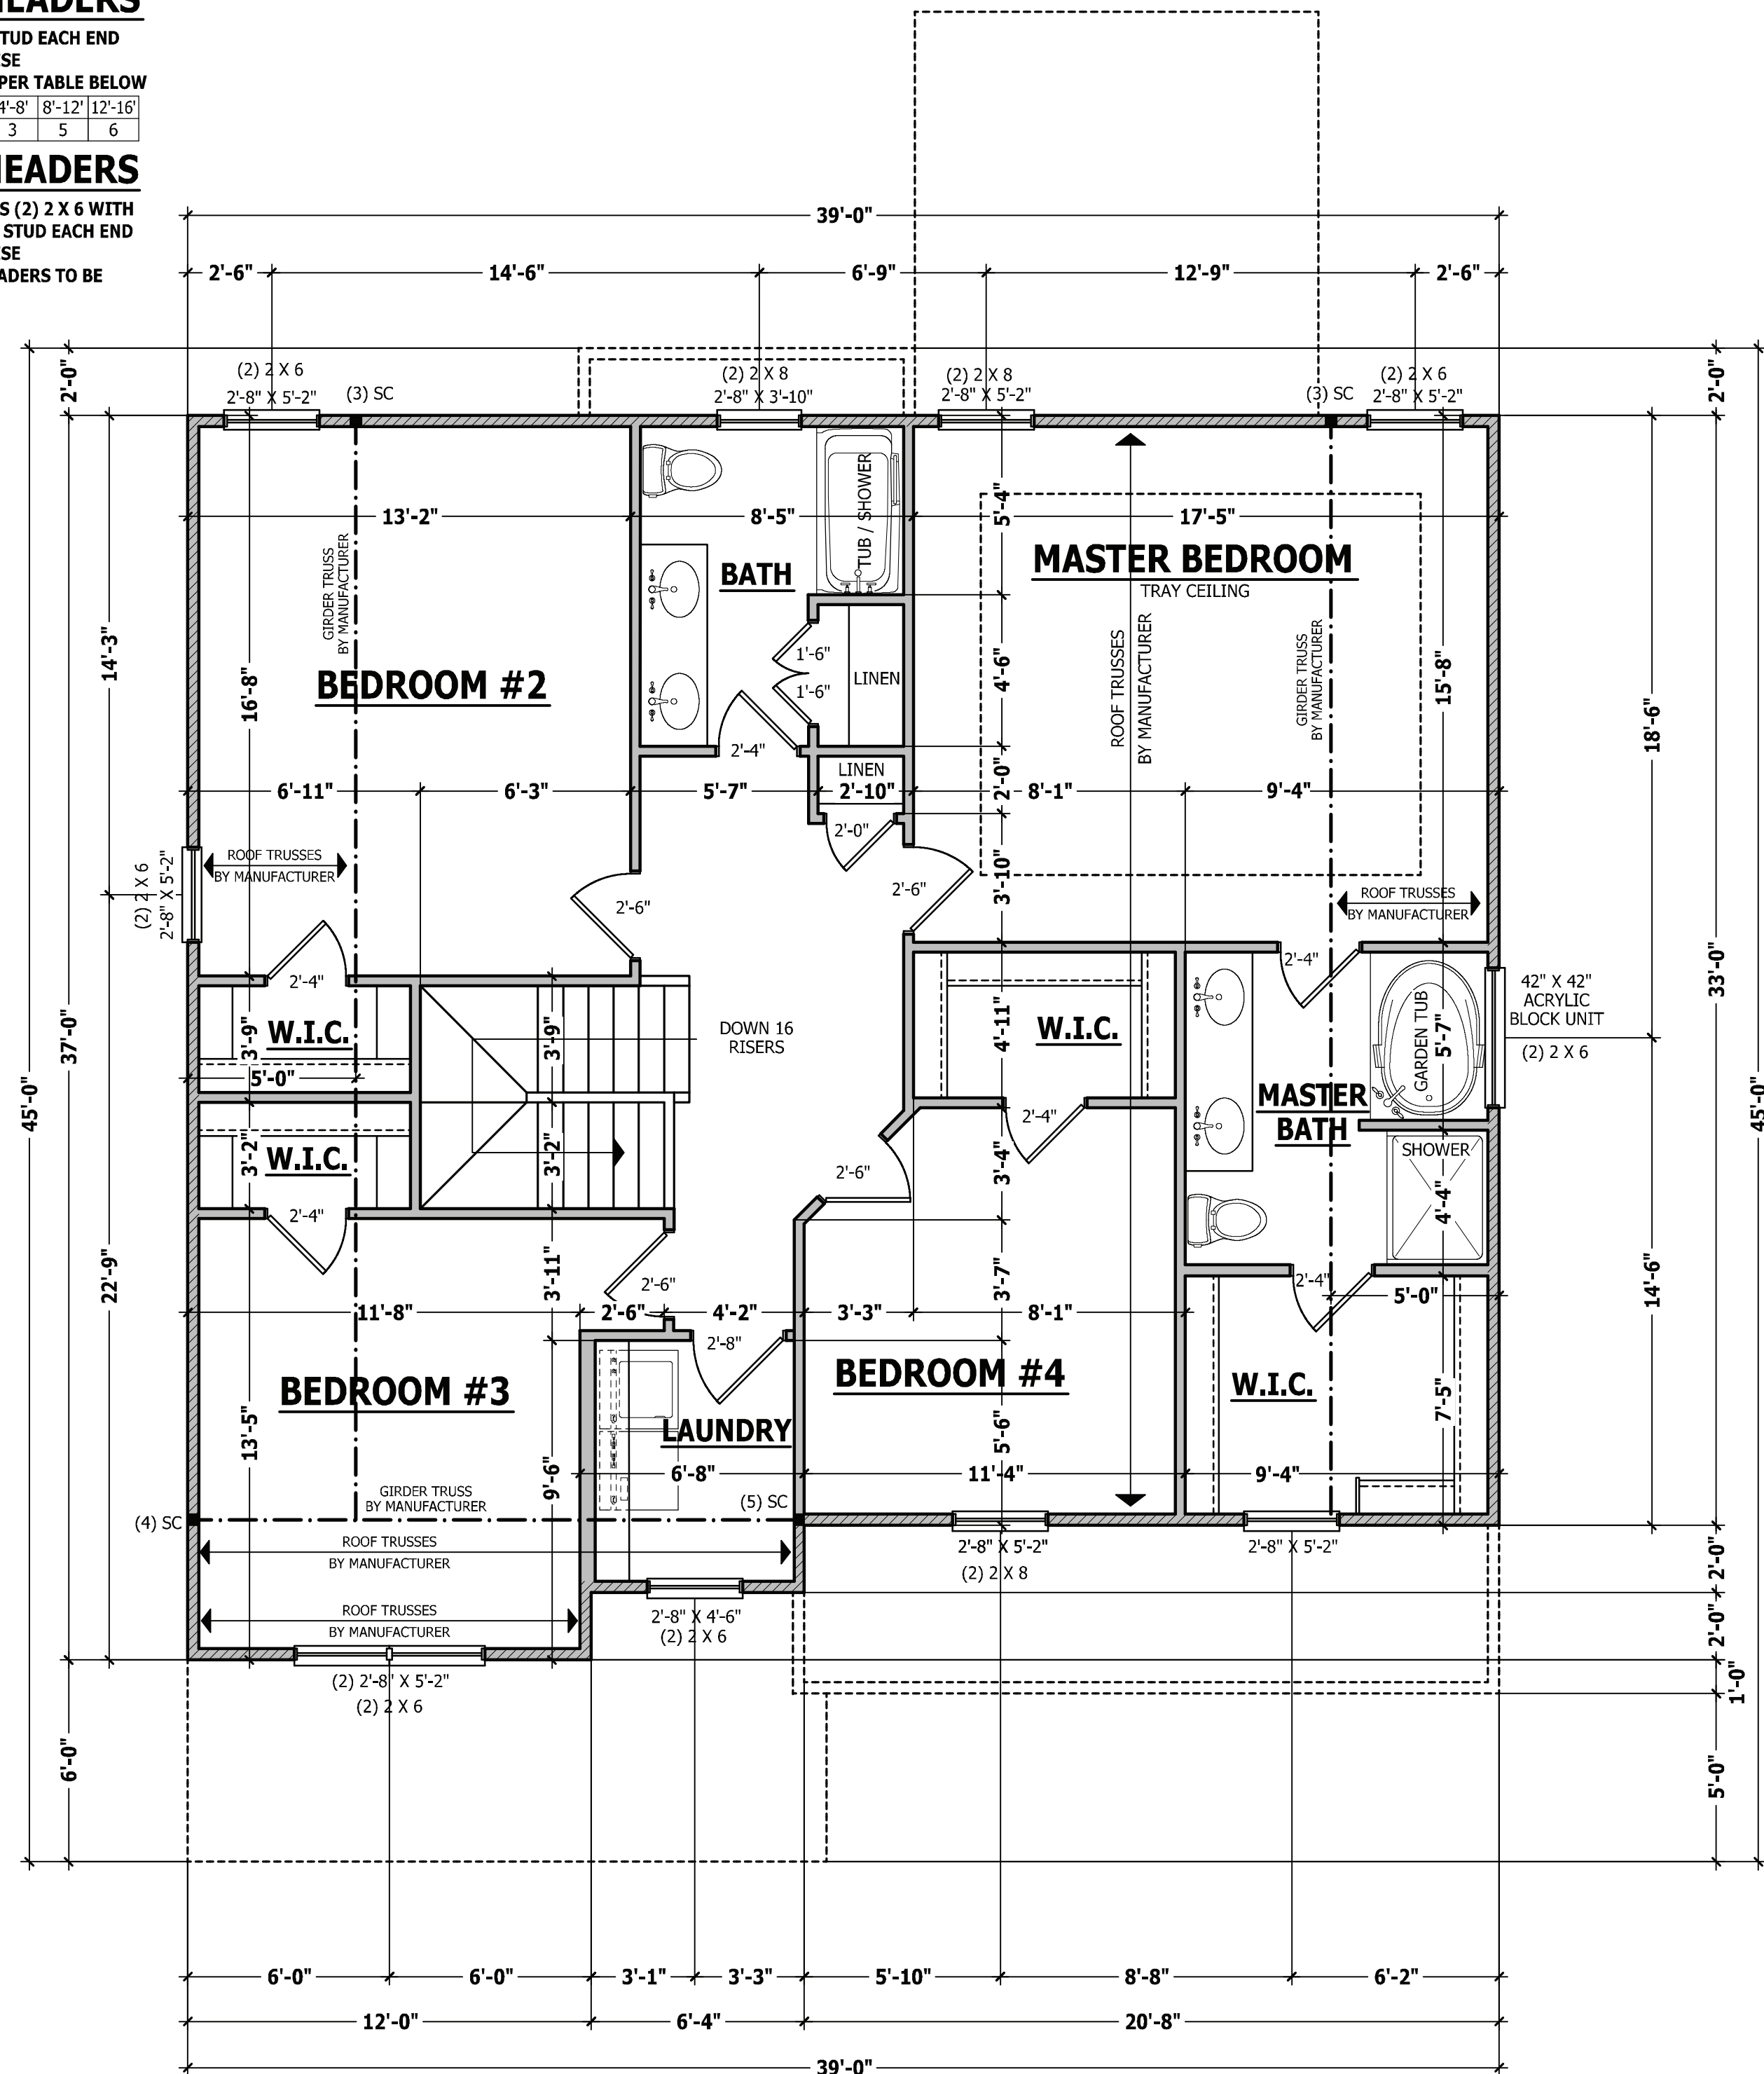 HEADERS
STUD EACH END
PER TABLE BELOW
4'-8' 8'-12' 12'-16'
3 5 6
HEADERS
(2) 2 X 6 WITH
STUD EACH END
ADERS TO BE
39'-0"
2'-6" 14'-6" 6'-9" 12'-9" 2'-6"
2'-0"
(2) 2 X 6
2'-8" X 5'-2"
(3) SC
(2) 2 X 8
2'-8" X 3'-10"
(2) 2 X 8
2'-8" X 5'-2"
(3) SC
(2) 2 X 6
2'-8" X 5'-2"
2'-0"
13'-2" 8'-5" 17'-5"
TUB / SHOWER
5'-4"
GIRDER TRUSS
BY MANUFACTURER
BATH
MASTER BEDROOM
TRAY CEILING
14'-3"
16'-8"
BEDROOM #2
1'-6"
1'-6"
LINEN
4'-6"
ROOF TRUSSES
BY MANUFACTURER
GIRDER TRUSS
BY MANUFACTURER
15'-8"
18'-6"
2'-4"
LINEN
2'-0"
6'-11" 6'-3" 5'-7" 2'-10" 8'-1" 9'-4"
2'-0"
(2) 2 X 6
2'-8" X 5'-2"
ROOF TRUSSES
BY MANUFACTURER
2'-6"
2'-6"
3'-10"
ROOF TRUSSES
BY MANUFACTURER
2'-4"
2'-4"
33'-0"
42" X 42"
ACRYLIC
BLOCK UNIT
(2) 2 X 6
37'-0"
45'-0"
3'-9"
W.I.C.
5'-0"
3'-9"
DOWN 16
RISERS
4'-11"
W.I.C.
GARDEN TUB
5'-7"
45'-0"
MASTER
BATH
2'-4"
3'-2"
W.I.C.
3'-2"
2'-6"
3'-4"
SHOWER
4'-4"
2'-4"
22'-9"
3'-11"
2'-6"
3'-7"
2'-4"
5'-0"
14'-6"
11'-8" 2'-6" 4'-2" 3'-3" 8'-1"
2'-8"
BEDROOM #3
BEDROOM #4
W.I.C.
7'-5"
13'-5"
LAUNDRY
5'-6"
9'-6"
6'-8" 11'-4" 9'-4"
GIRDER TRUSS
BY MANUFACTURER
(5) SC
(4) SC
ROOF TRUSSES
BY MANUFACTURER
2'-8" X 5'-2"
(2) 2 X 8
2'-8" X 5'-2"
2'-0"
ROOF TRUSSES
BY MANUFACTURER
2'-8" X 4'-6"
(2) 2 X 6
2'-0"
(2) 2'-8" X 5'-2"
(2) 2 X 6
1'-0"
6'-0"
5'-0"
6'-0" 6'-0" 3'-1" 3'-3" 5'-10" 8'-8" 6'-2"
12'-0" 6'-4" 20'-8"
39'-0"